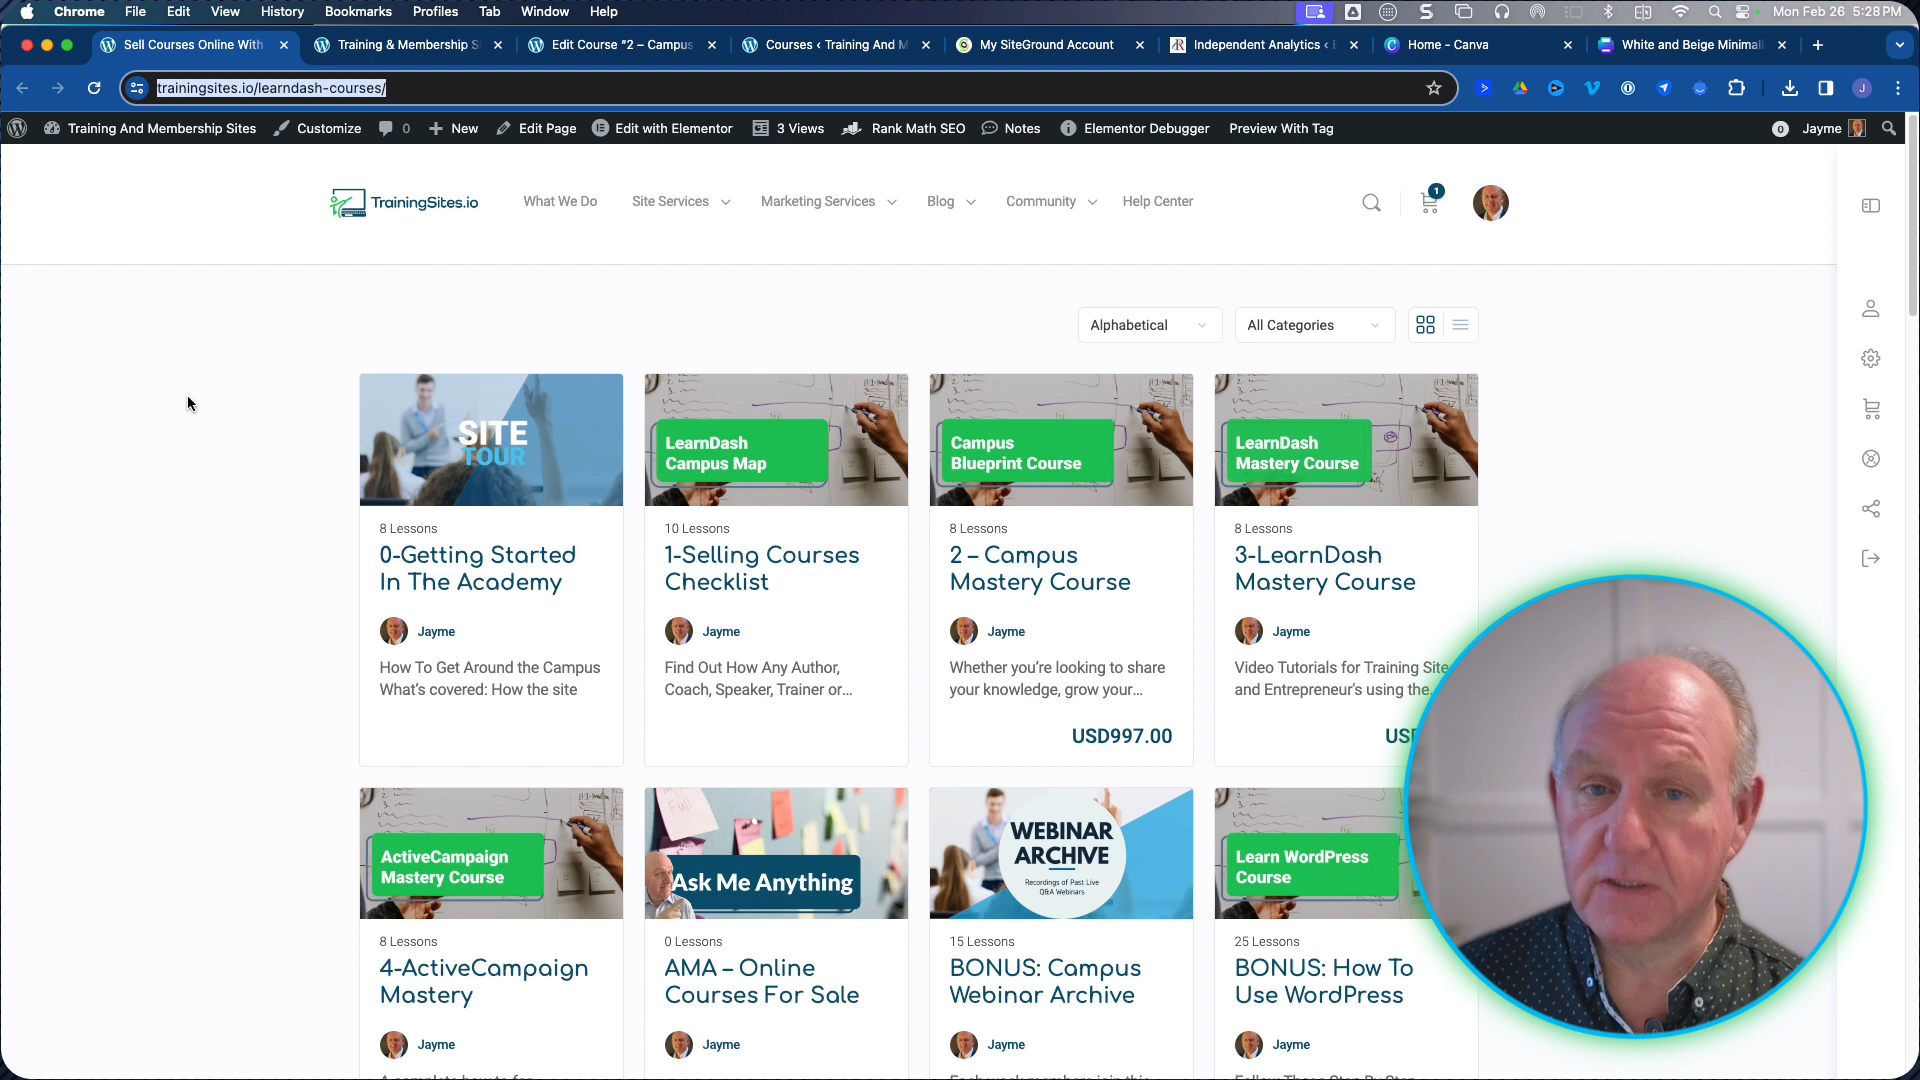 Chrome File Edit View History Bookmarks Profiles Tab Window Help Mon Feb 26 5:28 PM
Sell Courses Online With Training & Membership S Edit Course "2 – Campus Courses ‹ Training And M My SiteGround Account Independent Analytics ‹ Home - Canva White and Beige Minimal
trainingsites.io/learndash-courses/
Training And Membership Sites Customize 0 New Edit Page Edit with Elementor 3 Views Rank Math SEO Notes Elementor Debugger Preview With Tag 0 Jayme
TrainingSites.io What We Do Site Services Marketing Services Blog Community Help Center 1
Alphabetical All Categories
SITE
TOUR
LearnDash
Campus Map
Campus
Blueprint Course
LearnDash
Mastery Course
8 Lessons
0-Getting Started
In The Academy
Jayme
How To Get Around the Campus
What's covered: How the site
10 Lessons
1-Selling Courses
Checklist
Jayme
Find Out How Any Author,
Coach, Speaker, Trainer or...
8 Lessons
2 – Campus
Mastery Course
Jayme
Whether you're looking to share
your knowledge, grow your...
USD997.00
8 Lessons
3-LearnDash
Mastery Course
Jayme
Video Tutorials for Training Site
and Entrepreneur's using the
ActiveCampaign
Mastery Course
Ask Me Anything
WEBINAR
ARCHIVE
Recordings of Past Live
Q&A Webinars
Learn WordPress
Course
8 Lessons
4-ActiveCampaign
Mastery
Jayme
0 Lessons
AMA – Online
Courses For Sale
Jayme
15 Lessons
BONUS: Campus
Webinar Archive
Jayme
25 Lessons
BONUS: How To
Use WordPress
Jayme